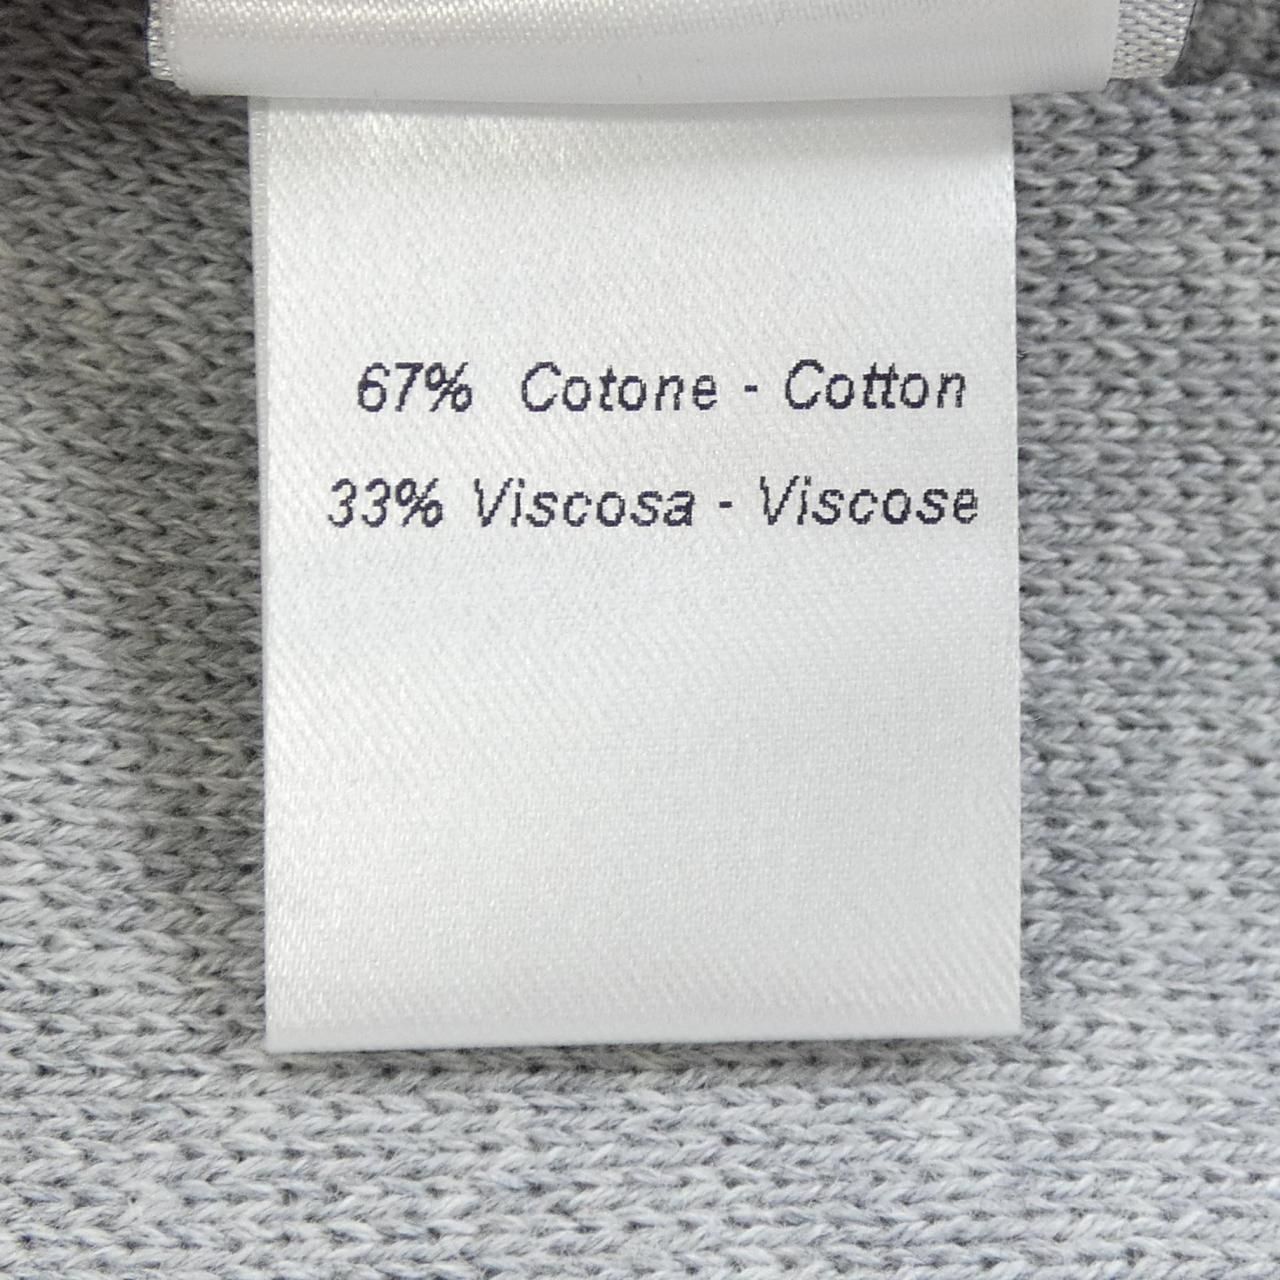 67% Cotone - Cotton
33% Viscosa - Viscose